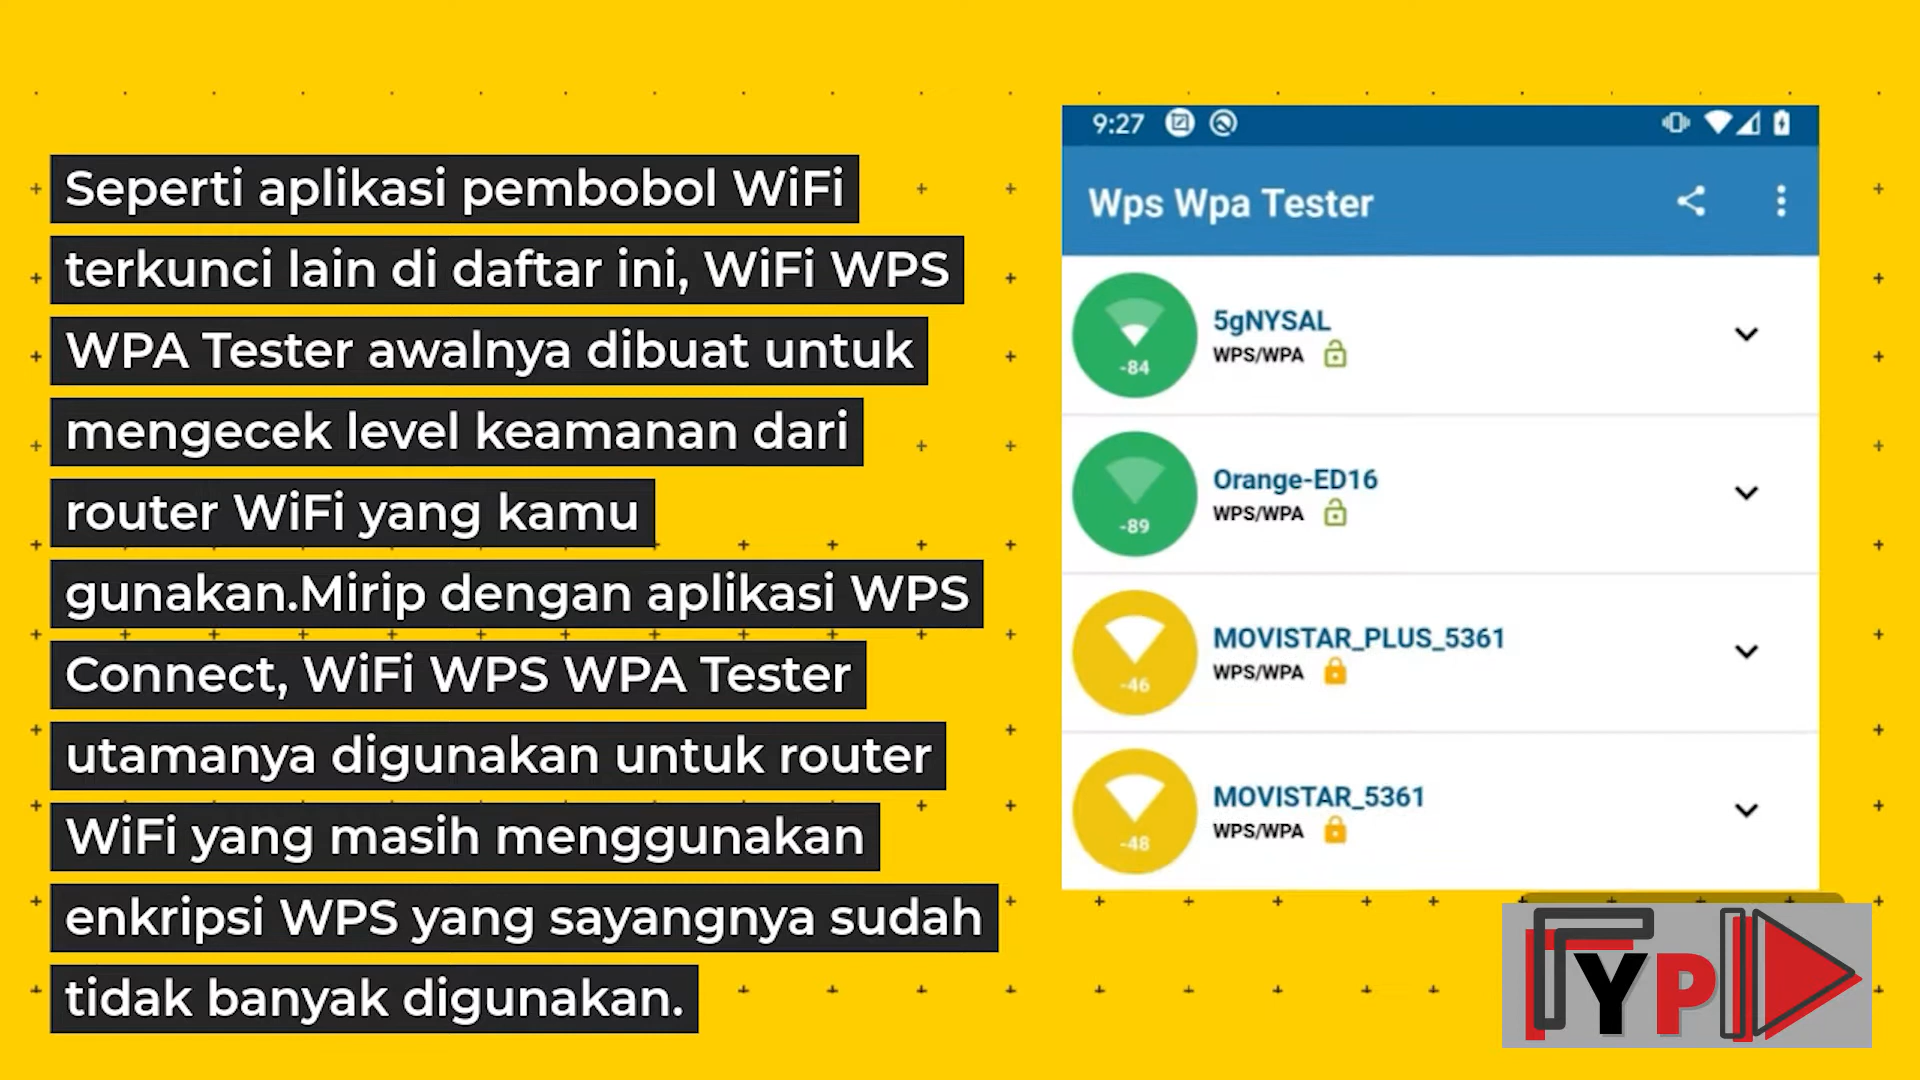 Seperti aplikasi pembobol WiFi
terkunci lain di daftar ini, WiFi WPS
WPA Tester awalnya dibuat untuk
mengecek level keamanan dari
router WiFi yang kamu
gunakan.Mirip dengan aplikasi WPS
Connect, WiFi WPS WPA Tester
utamanya digunakan untuk router
WiFi yang masih menggunakan
enkripsi WPS yang sayangnya sudah
tidak banyak digunakan.
9:27
Wps Wpa Tester
5gNYSAL
WPS/WPA
-84
Orange-ED16
WPS/WPA
-89
MOVISTAR_PLUS_5361
WPS/WPA
-46
MOVISTAR_5361
WPS/WPA
-48
YP